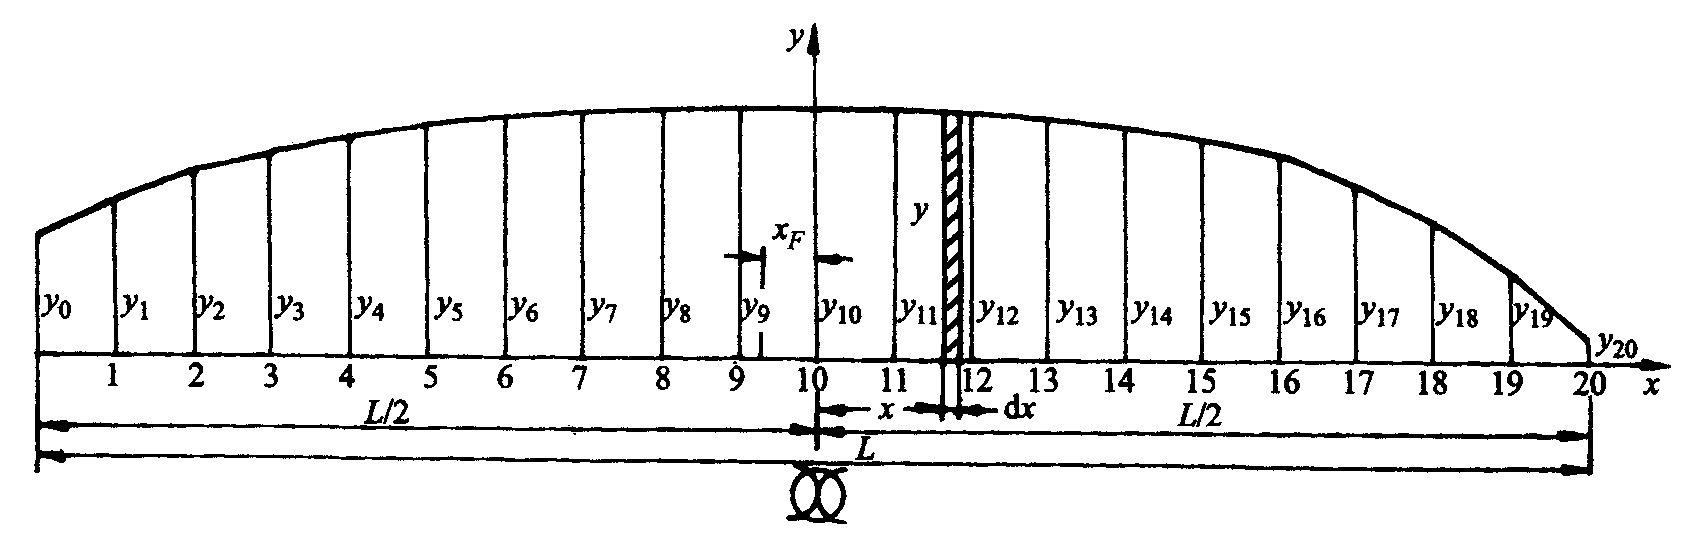 y
y
x_F
y_0 y_1 y_2 y_3 y_4 y_5 y_6 y_7 y_8 y_9 y_10 y_11 y_12 y_13 y_14 y_15 y_16 y_17 y_18 y_19 y_20
1 2 3 4 5 6 7 8 9 10 11 12 13 14 15 16 17 18 19 20 x
L/2 x dx L/2
L